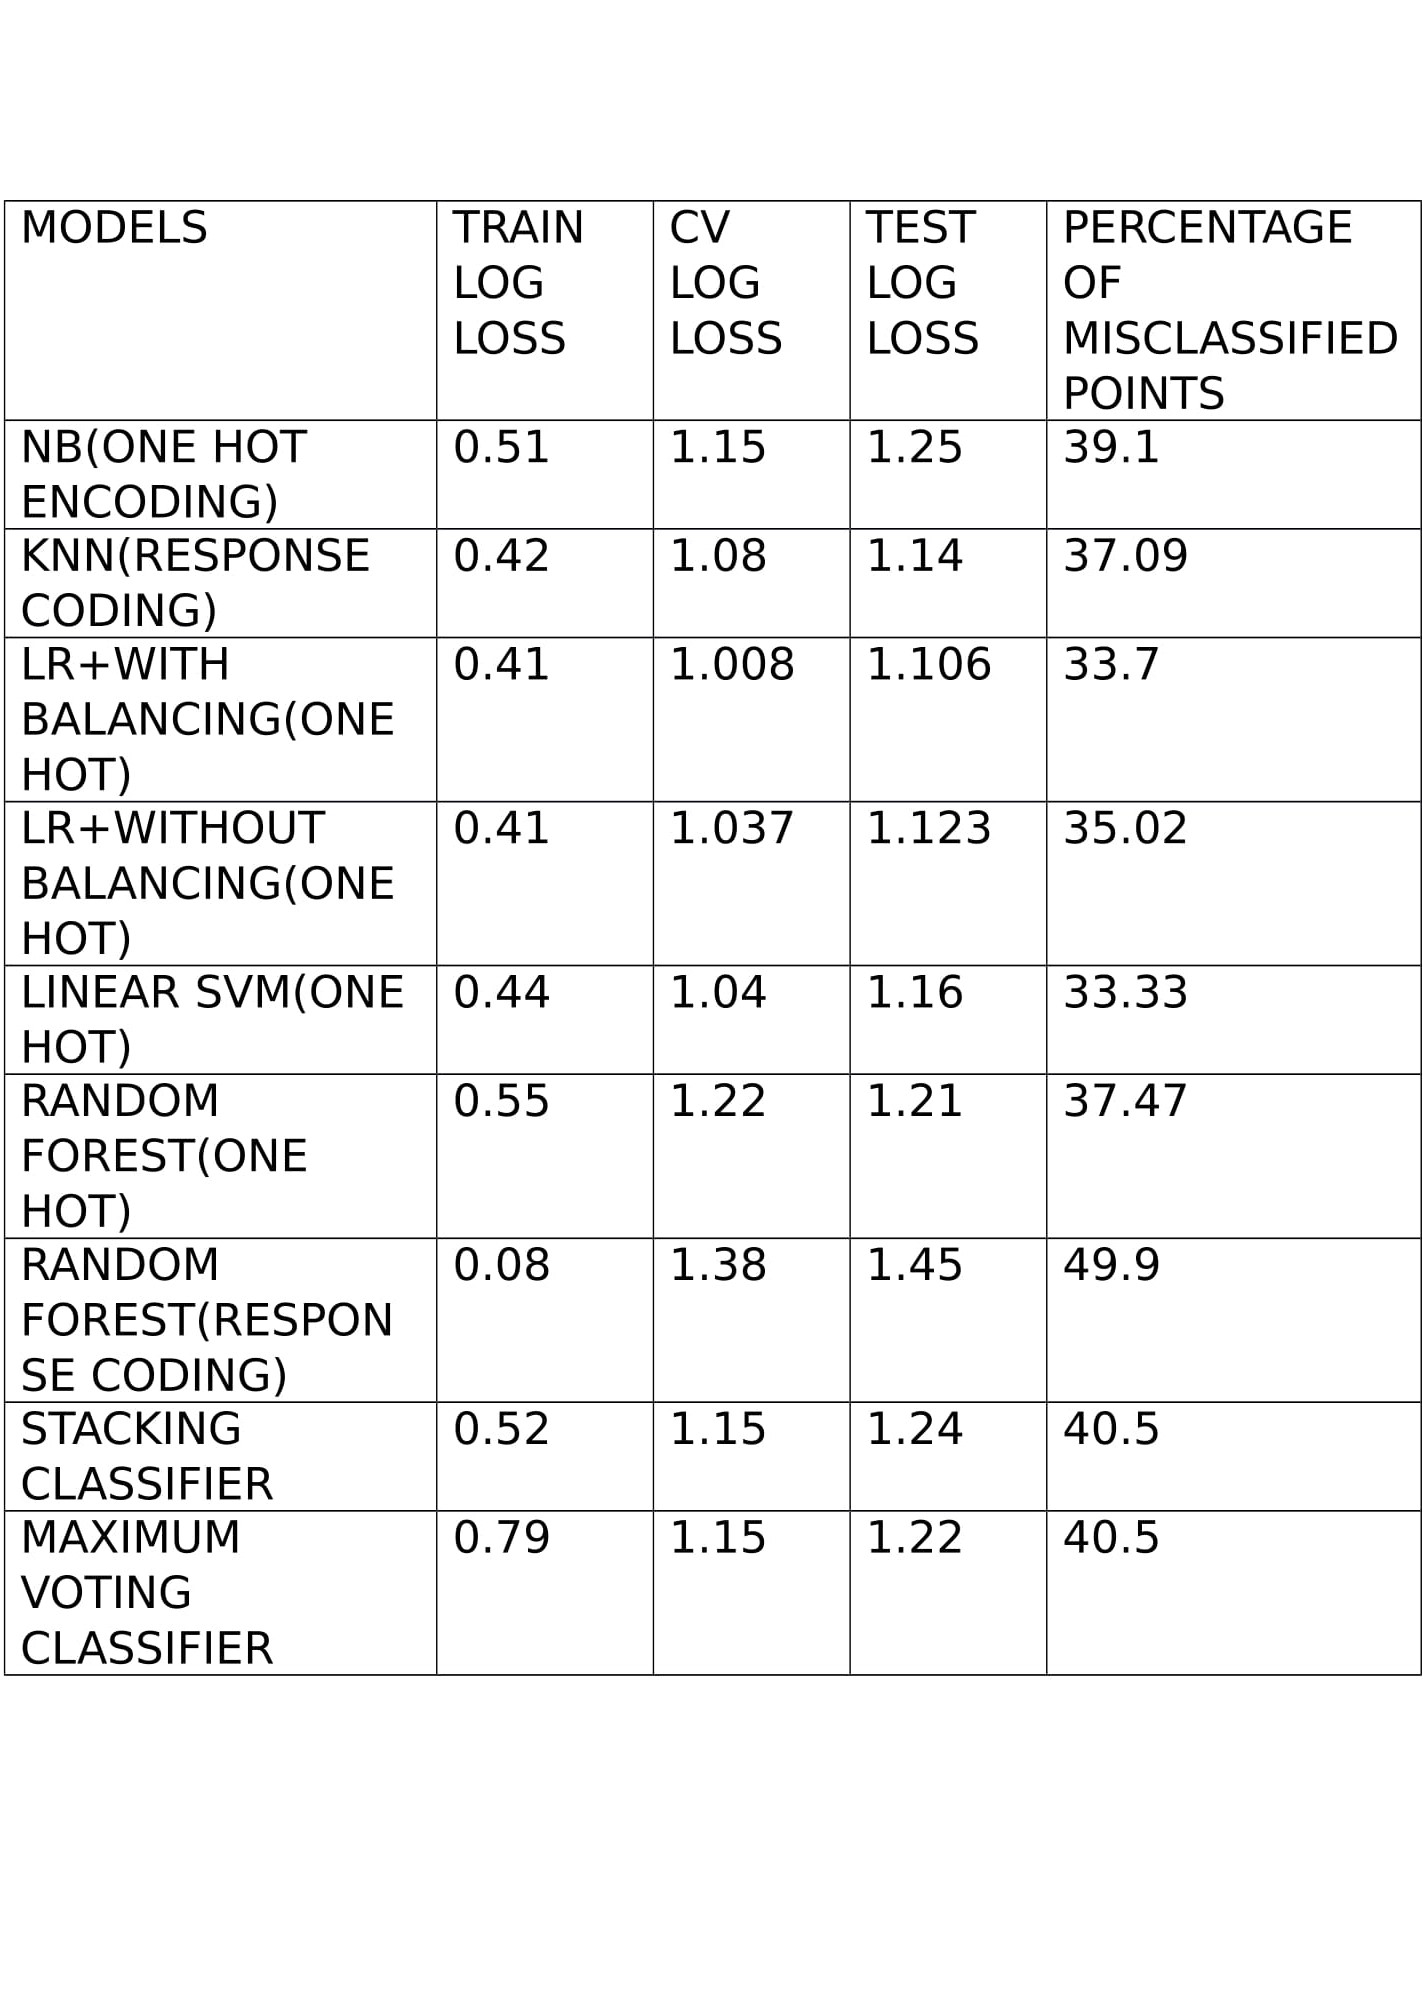 MODELS
TRAIN
LOG
LOSS
CV
LOG
LOSS
TEST
LOG
LOSS
PERCENTAGE
OF
MISCLASSIFIED
POINTS
NB(ONE HOT
ENCODING)
0.51
1.15
1.25
39.1
KNN(RESPONSE
CODING)
0.42
1.08
1.14
37.09
LR+WITH
BALANCING(ONE
HOT)
0.41
1.008
1.106
33.7
LR+WITHOUT
BALANCING(ONE
HOT)
0.41
1.037
1.123
35.02
LINEAR SVM(ONE
HOT)
0.44
1.04
1.16
33.33
RANDOM
FOREST(ONE
HOT)
0.55
1.22
1.21
37.47
RANDOM
FOREST(RESPON
SE CODING)
0.08
1.38
1.45
49.9
STACKING
CLASSIFIER
0.52
1.15
1.24
40.5
MAXIMUM
VOTING
CLASSIFIER
0.79
1.15
1.22
40.5